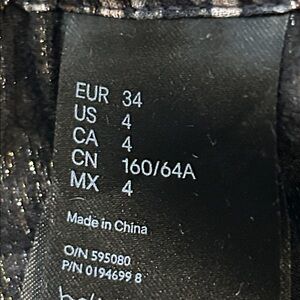 EUR 34
US 4
CA 4
CN 160/64A
MX 4
Made in China
O/N 595080
P/N 0194699 8